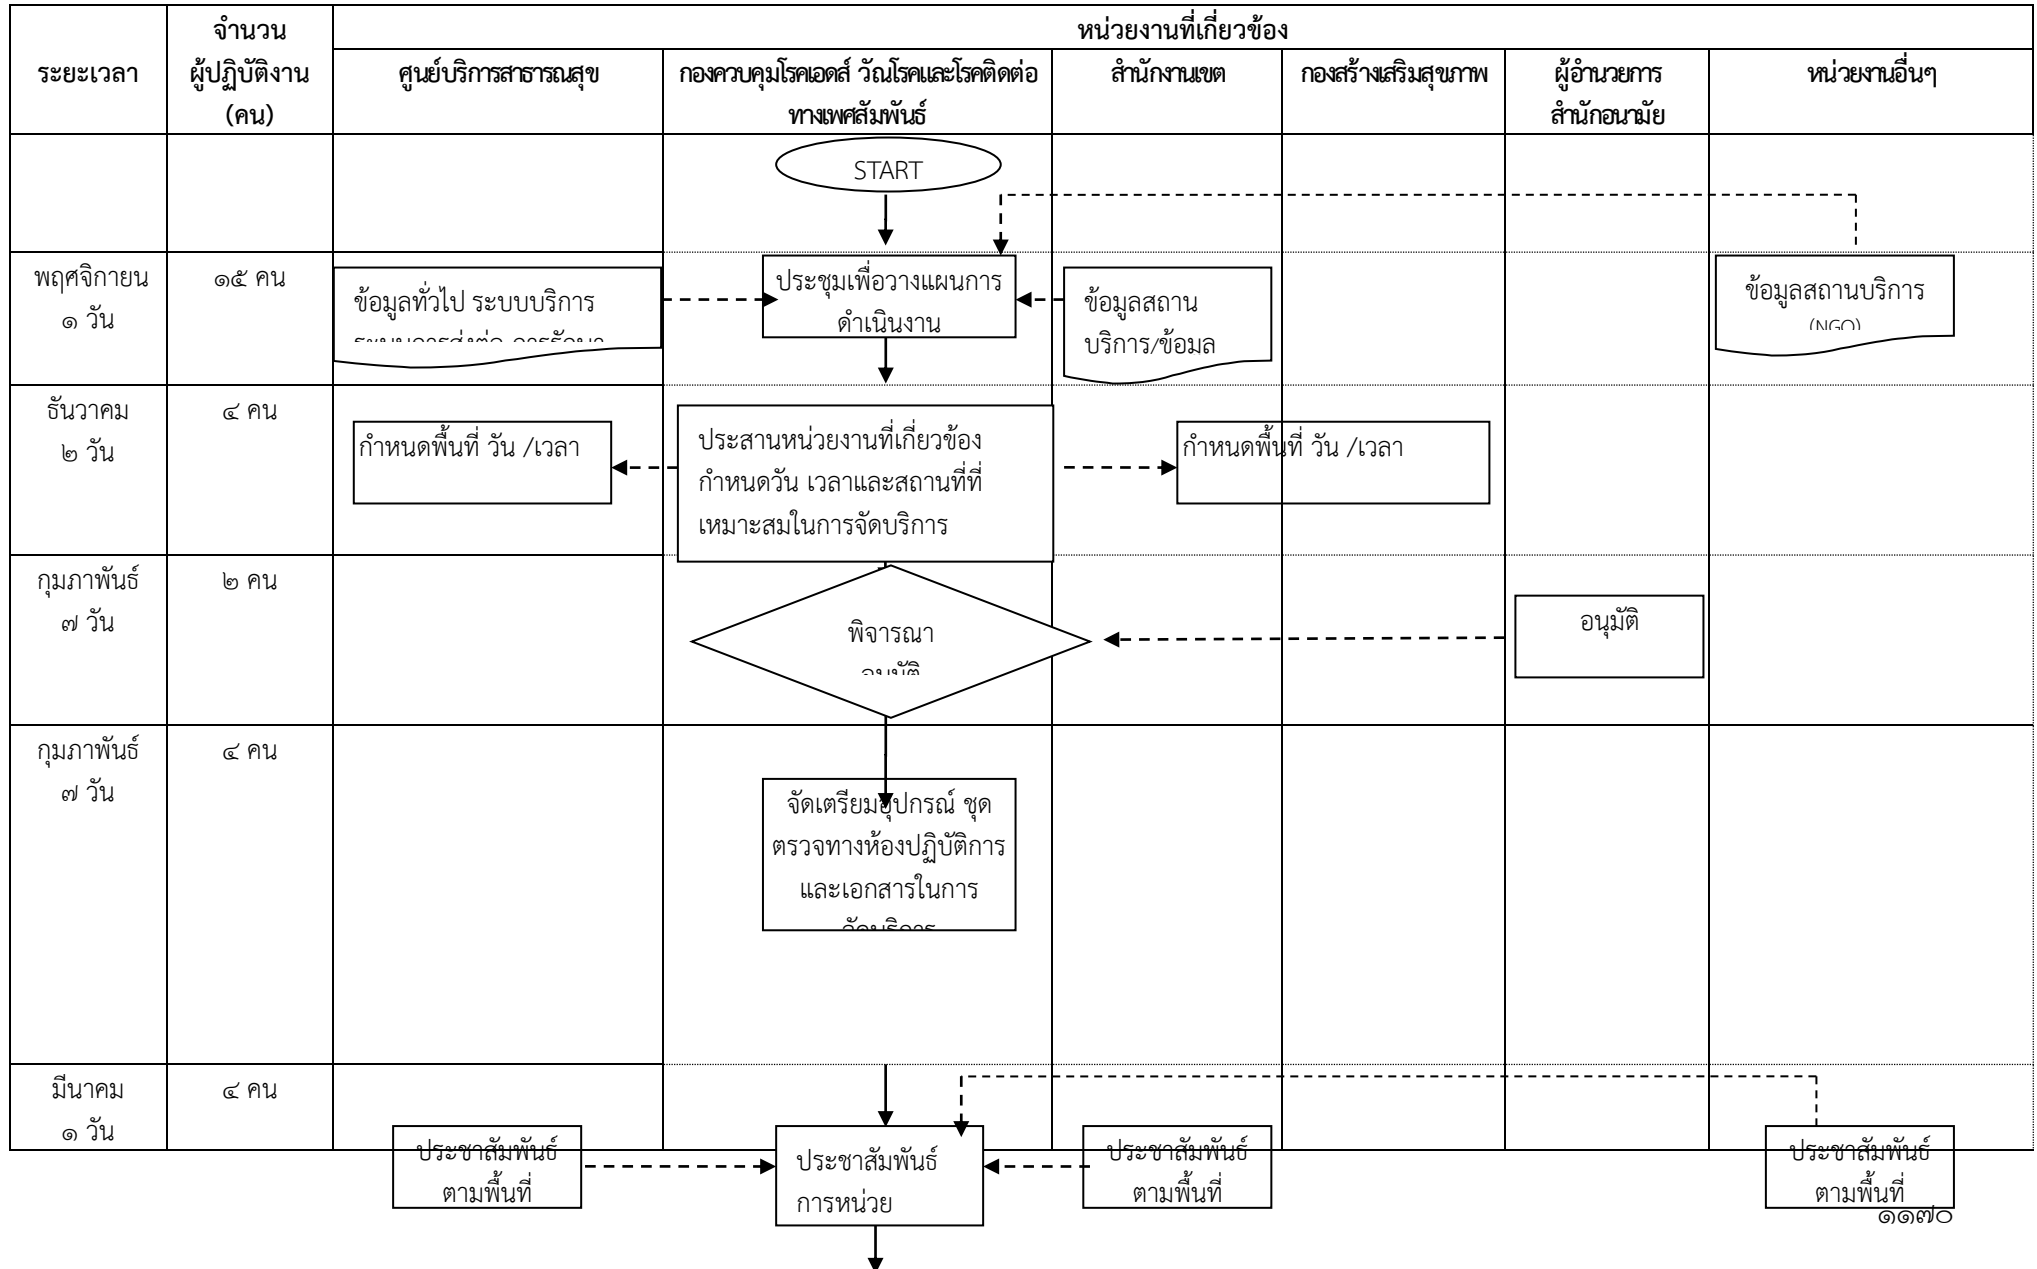 ระยะเวลา
จำนวน
ผู้ปฏิบัติงาน
(คน)
หน่วยงานที่เกี่ยวข้อง
ศูนย์บริการสาธารณสุข
กองควบคุมโรคเอดส์ วัณโรคและโรคติดต่อ
ทางเพศสัมพันธ์
สำนักงานเขต
กองสร้างเสริมสุขภาพ
ผู้อำนวยการ
สำนักอนามัย
หน่วยงานอื่นๆ
START
พฤศจิกายน
๑ วัน
๑๕ คน
ข้อมูลทั่วไป ระบบบริการ
ประชุมเพื่อวางแผนการ
ดำเนินงาน
ข้อมูลสถาน
บริการ/ข้อมูล
ข้อมูลสถานบริการ
(NGO)
ธันวาคม
๒ วัน
๔ คน
กำหนดพื้นที่ วัน /เวลา
ประสานหน่วยงานที่เกี่ยวข้อง
กำหนดวัน เวลาและสถานที่ที่
เหมาะสมในการจัดบริการ
กำหนดพื้นที่ วัน /เวลา
กุมภาพันธ์
๗ วัน
๒ คน
พิจารณา
อนุมัติ
กุมภาพันธ์
๗ วัน
๔ คน
จัดเตรียมอุปกรณ์ ชุด
ตรวจทางห้องปฏิบัติการ
และเอกสารในการ
มีนาคม
๑ วัน
๔ คน
ประชาสัมพันธ์
ตามพื้นที่
ประชาสัมพันธ์
การหน่วย
ประชาสัมพันธ์
ตามพื้นที่
ประชาสัมพันธ์
ตามพื้นที่
๑๑๗๐